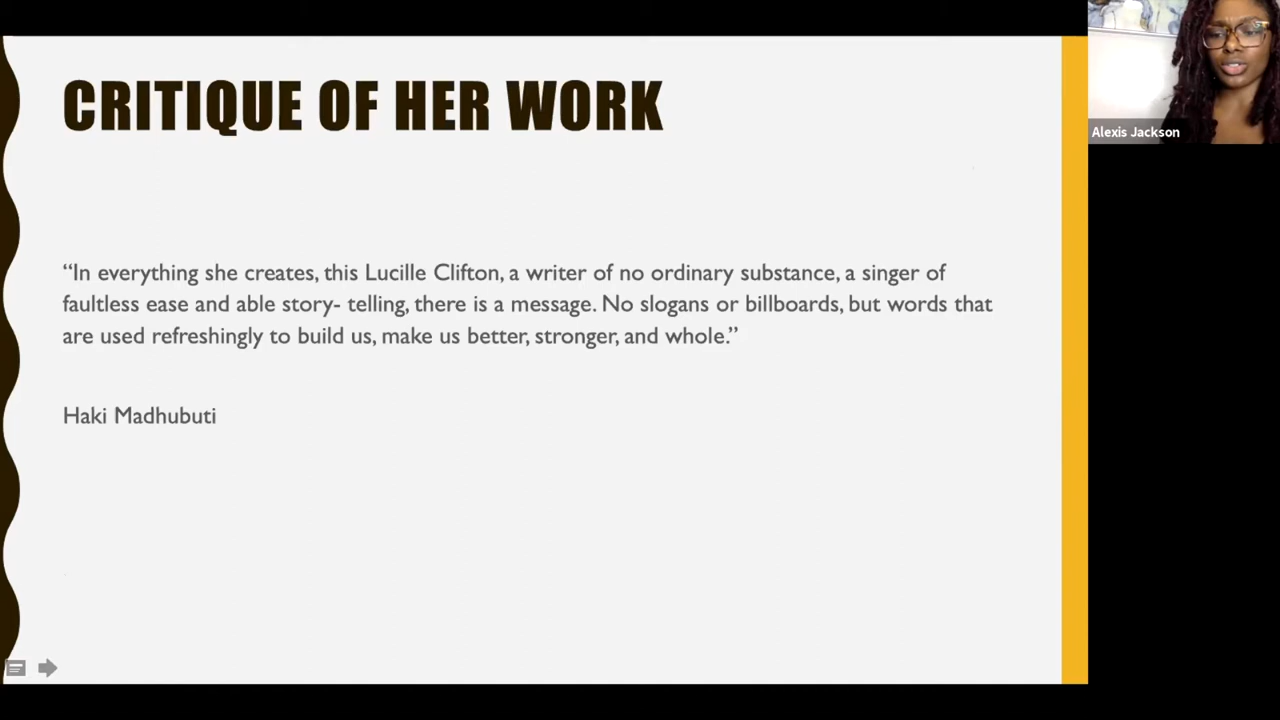 CRITIQUE OF HER WORK
Alexis Jackson
“In everything she creates, this Lucille Clifton, a writer of no ordinary substance, a singer of
faultless ease and able story- telling, there is a message. No slogans or billboards, but words that
are used refreshingly to build us, make us better, stronger, and whole.”
Haki Madhubuti